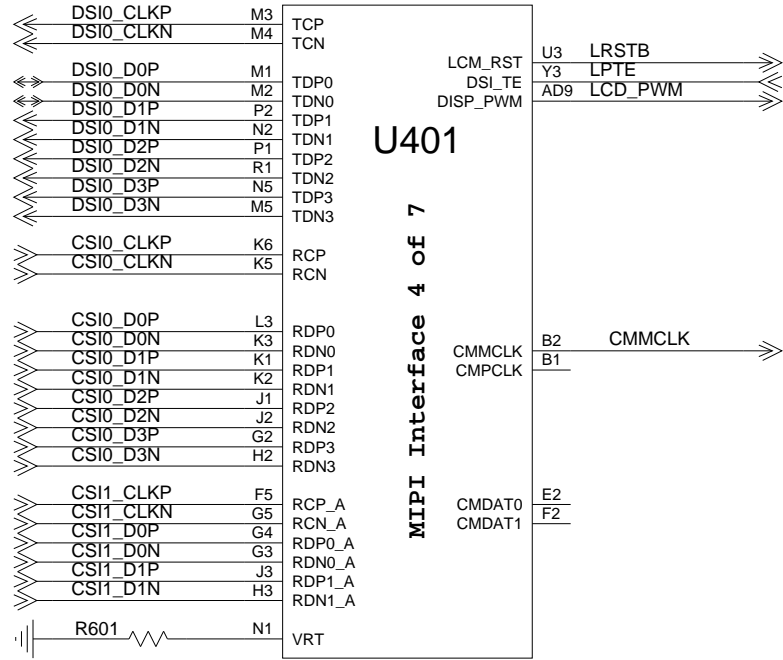 DSI0_CLKP M3 TCP
DSI0_CLKN M4 TCN
DSI0_D0P M1 TDP0
DSI0_D0N M2 TDN0
DSI0_D1P P2 TDP1
DSI0_D1N N2 TDN1
DSI0_D2P P1 TDP2
DSI0_D2N R1 TDN2
DSI0_D3P N5 TDP3
DSI0_D3N M5 TDN3
CSI0_CLKP K6 RCP
CSI0_CLKN K5 RCN
CSI0_D0P L3 RDP0
CSI0_D0N K3 RDN0
CSI0_D1P K1 RDP1
CSI0_D1N K2 RDN1
CSI0_D2P J1 RDP2
CSI0_D2N J2 RDN2
CSI0_D3P G2 RDP3
CSI0_D3N H2 RDN3
CSI1_CLKP F5 RCP_A
CSI1_CLKN G5 RCN_A
CSI1_D0P G4 RDP0_A
CSI1_D0N G3 RDN0_A
CSI1_D1P J3 RDP1_A
CSI1_D1N H3 RDN1_A
R601 N1 VRT
U401
MIPI Interface 4 of 7
LCM_RST U3 LRSTB
DSI_TE Y3 LPTE
DISP_PWM AD9 LCD_PWM
CMMCLK B2 CMMCLK
CMPCLK B1
CMDAT0 E2
CMDAT1 F2